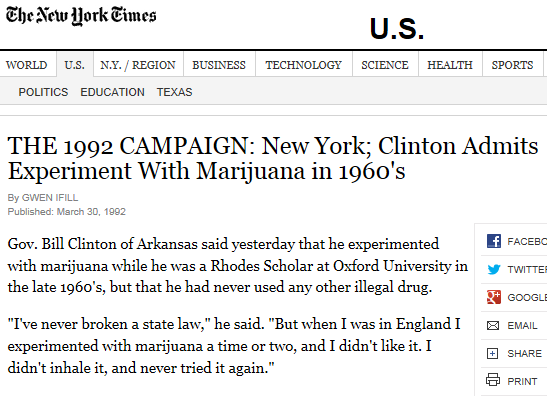 The New York Times
U.S.
WORLD U.S. N.Y. / REGION BUSINESS TECHNOLOGY SCIENCE HEALTH SPORTS
POLITICS EDUCATION TEXAS
THE 1992 CAMPAIGN: New York; Clinton Admits
Experiment With Marijuana in 1960's
By GWEN IFILL
Published: March 30, 1992
Gov. Bill Clinton of Arkansas said yesterday that he experimented
with marijuana while he was a Rhodes Scholar at Oxford University in
the late 1960's, but that he had never used any other illegal drug.
"I've never broken a state law," he said. "But when I was in England I
experimented with marijuana a time or two, and I didn't like it. I
didn't inhale it, and never tried it again."
FACEBO
TWITTE
GOOGLE
EMAIL
SHARE
PRINT